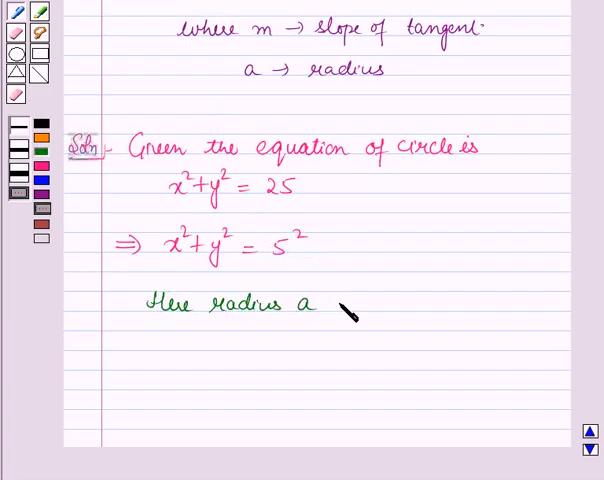 where m → slope of tangent.
a → radius
Soln:- Given the equation of circle is
x²+y² = 25
⇒ x²+y² = 5²
Here radius a